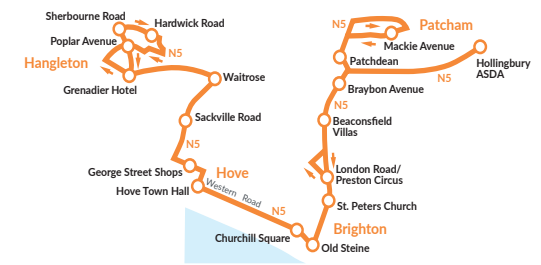 Sherbourne Road
Hardwick Road
Poplar Avenue
N5
Hangleton
Grenadier Hotel
Waitrose
Sackville Road
N5
George Street Shops
Hove
Hove Town Hall
Western Road
N5
Churchill Square
Old Steine
Brighton
St. Peters Church
London Road/
Preston Circus
Beaconsfield
Villas
N5
Braybon Avenue
Patchdean
N5
Patcham
Mackie Avenue
N5
Hollingbury
ASDA